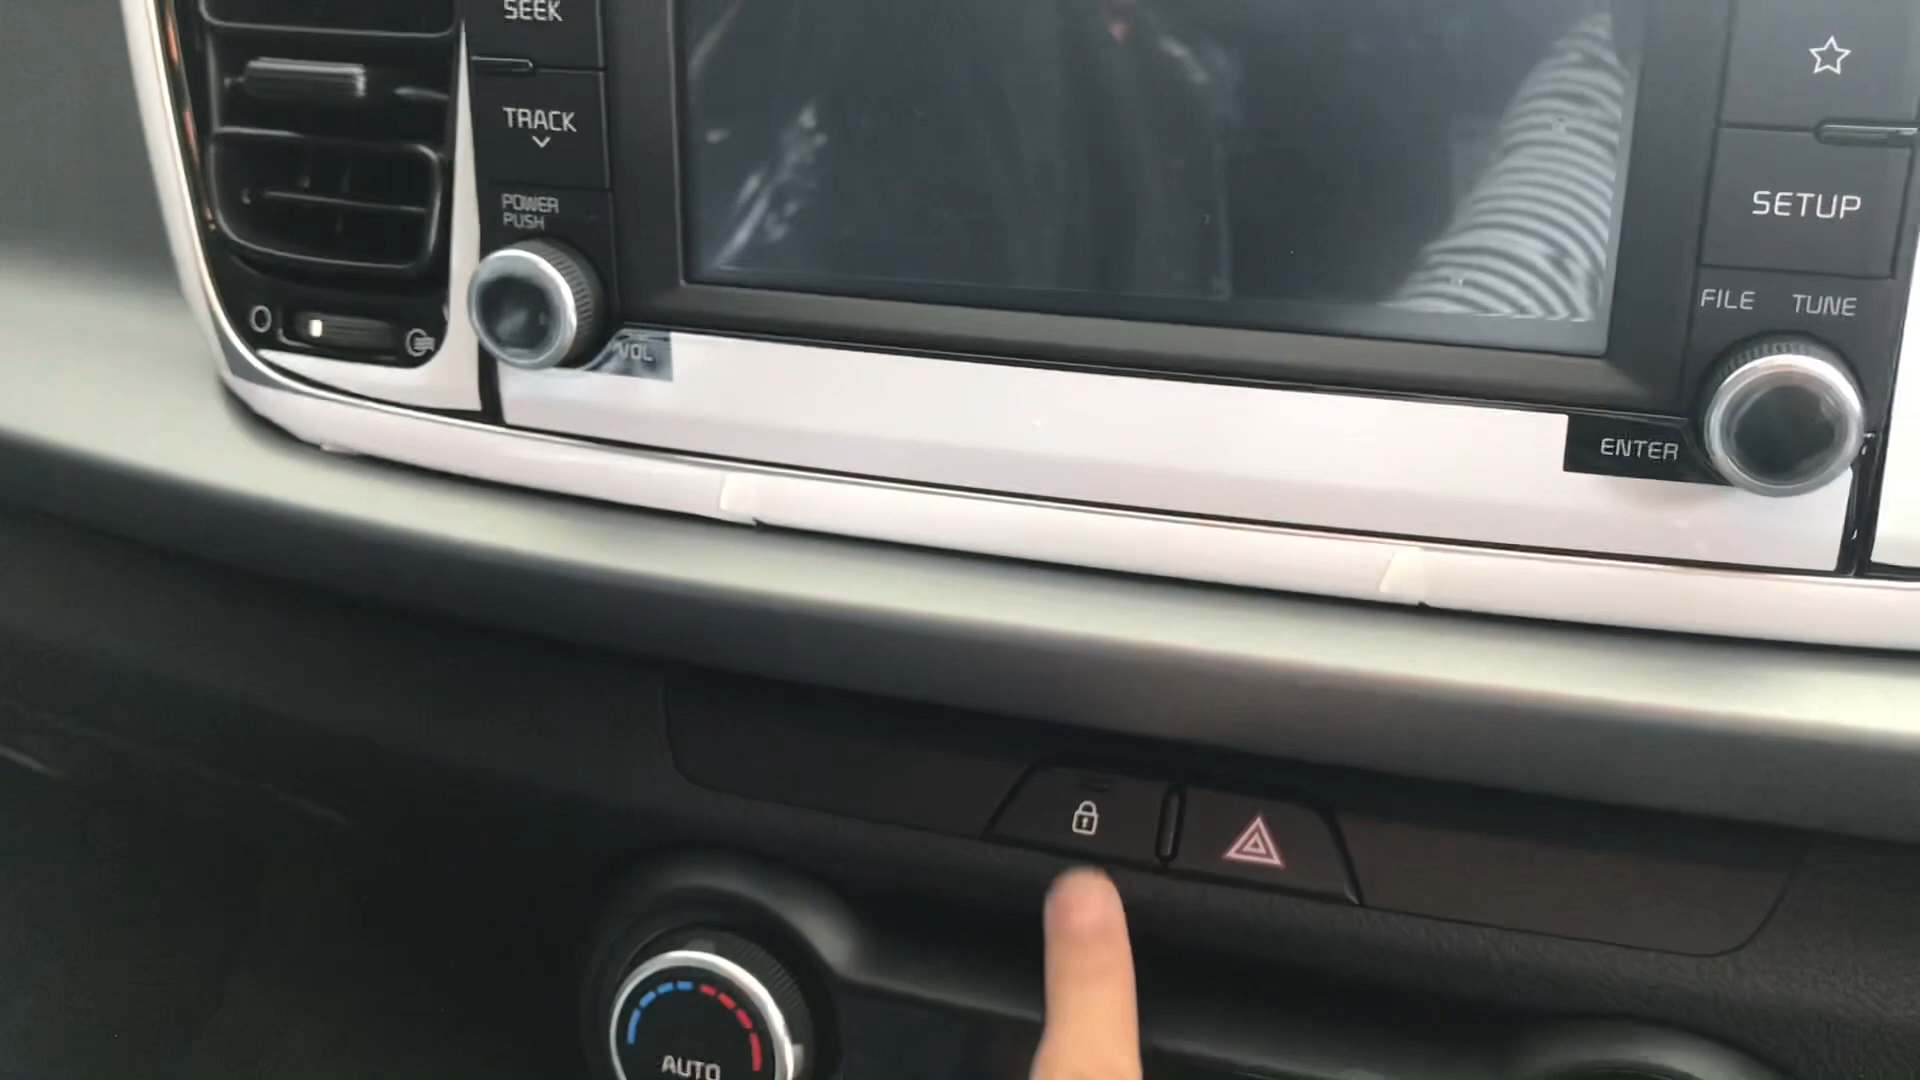 SEEK
TRACK
POWER
PUSH
VOL
SETUP
FILE TUNE
ENTER
AUTO